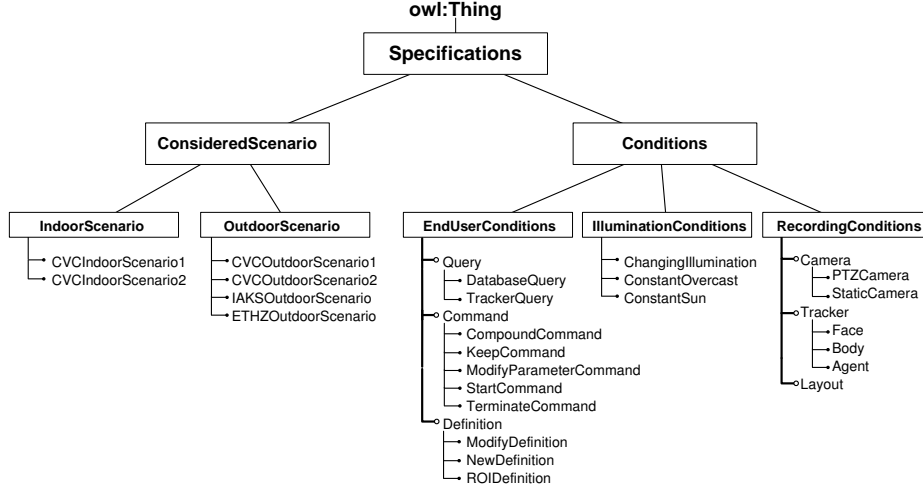 owl:Thing
Specifications
ConsideredScenario
Conditions
IndoorScenario
CVCIndoorScenario1
CVCIndoorScenario2
OutdoorScenario
CVCOutdoorScenario1
CVCOutdoorScenario2
IAKSOutdoorScenario
ETHZOutdoorScenario
EndUserConditions
Query
DatabaseQuery
TrackerQuery
Command
CompoundCommand
KeepCommand
ModifyParameterCommand
StartCommand
TerminateCommand
Definition
ModifyDefinition
NewDefinition
ROIDefinition
IlluminationConditions
ChangingIllumination
ConstantOvercast
ConstantSun
RecordingConditions
Camera
PTZCamera
StaticCamera
Tracker
Face
Body
Agent
Layout